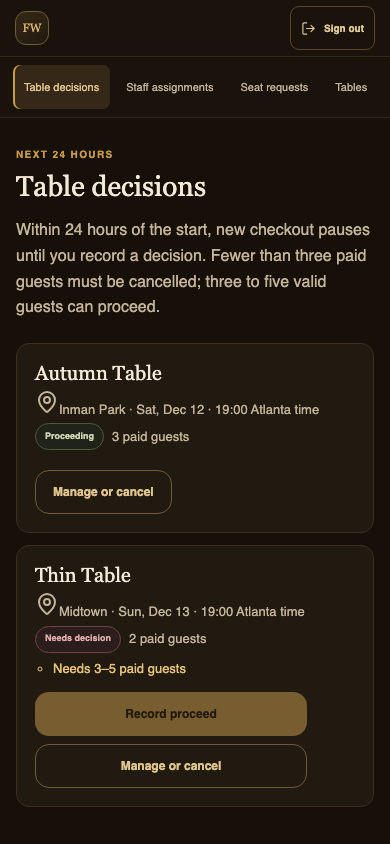 FW
Sign out
Table decisions
Staff assignments
Seat requests
Tables
NEXT 24 HOURS
Table decisions
Within 24 hours of the start, new checkout pauses
until you record a decision. Fewer than three paid
guests must be cancelled; three to five valid
guests can proceed.
Autumn Table
Inman Park · Sat, Dec 12 · 19:00 Atlanta time
Proceeding 3 paid guests
Manage or cancel
Thin Table
Midtown · Sun, Dec 13 · 19:00 Atlanta time
Needs decision 2 paid guests
Needs 3–5 paid guests
Record proceed
Manage or cancel